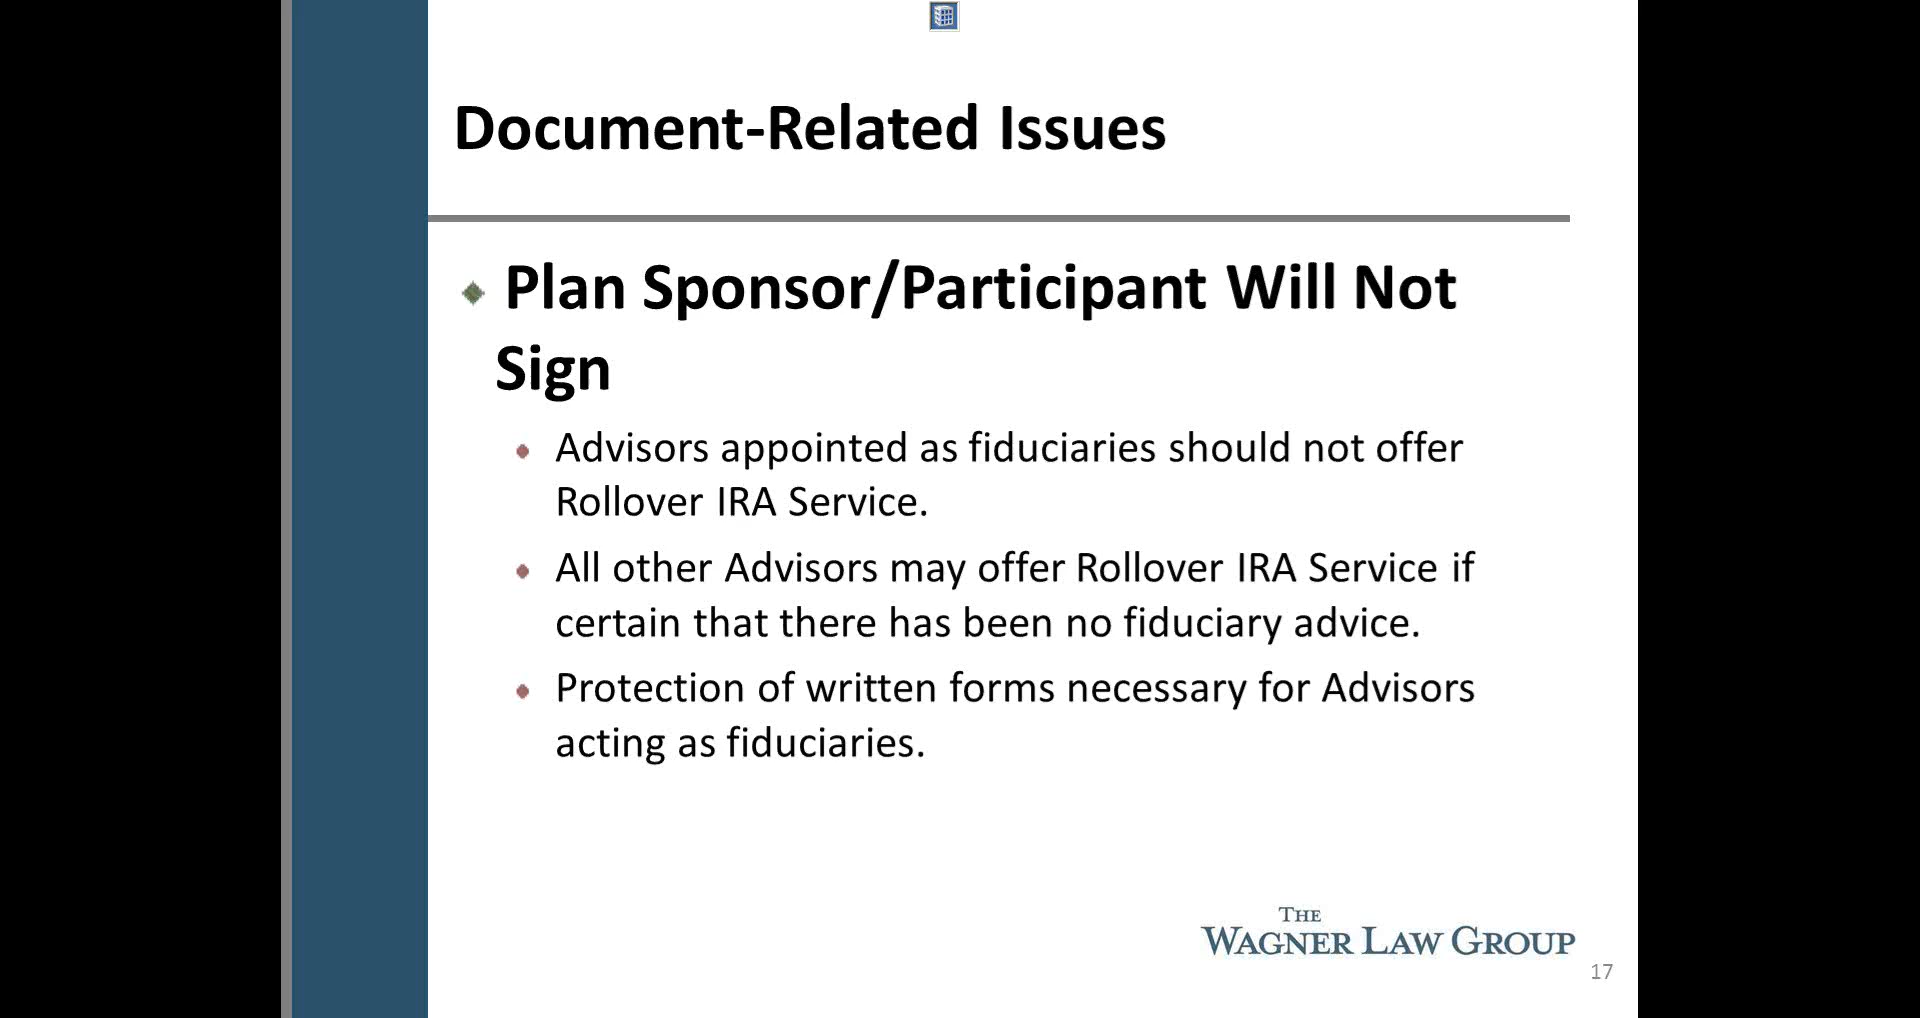 Document-Related Issues
Plan Sponsor/Participant Will Not
Sign
Advisors appointed as fiduciaries should not offer
Rollover IRA Service.
All other Advisors may offer Rollover IRA Service if
certain that there has been no fiduciary advice.
Protection of written forms necessary for Advisors
acting as fiduciaries.
THE
WAGNER LAW GROUP
17